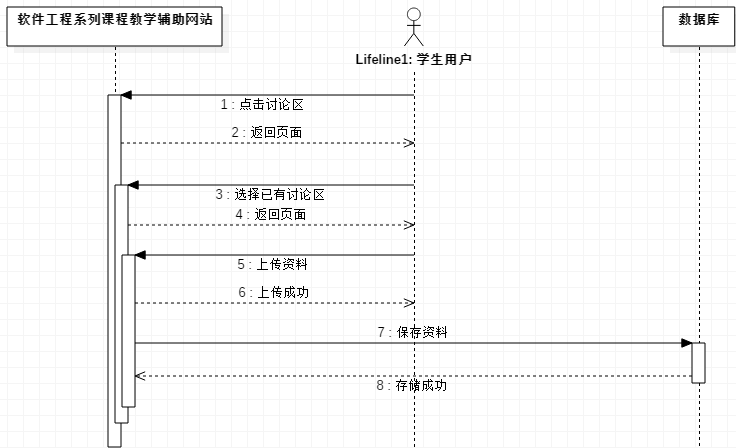 软件工程系列课程教学辅助网站
Lifeline1: 学生用户
数据库
1 : 点击讨论区
2 : 返回页面
3 : 选择已有讨论区
4 : 返回页面
5 : 上传资料
6 : 上传成功
7 : 保存资料
8 : 存储成功